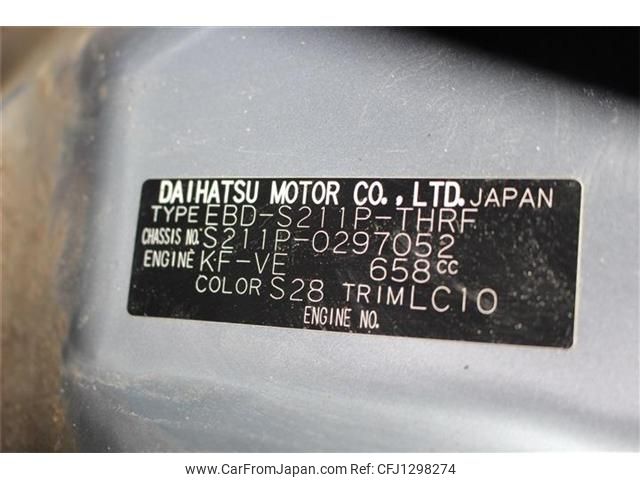 DAIHATSU MOTOR CO., LTD. JAPAN
TYPE EBD-S211P-THRF
CHASSIS NO. S211P-0297052
ENGINE KF-VE 658CC
COLOR S28 TRIM LC10
ENGINE NO.
© www.CarFromJapan.com - Ref No: CFJ1298274